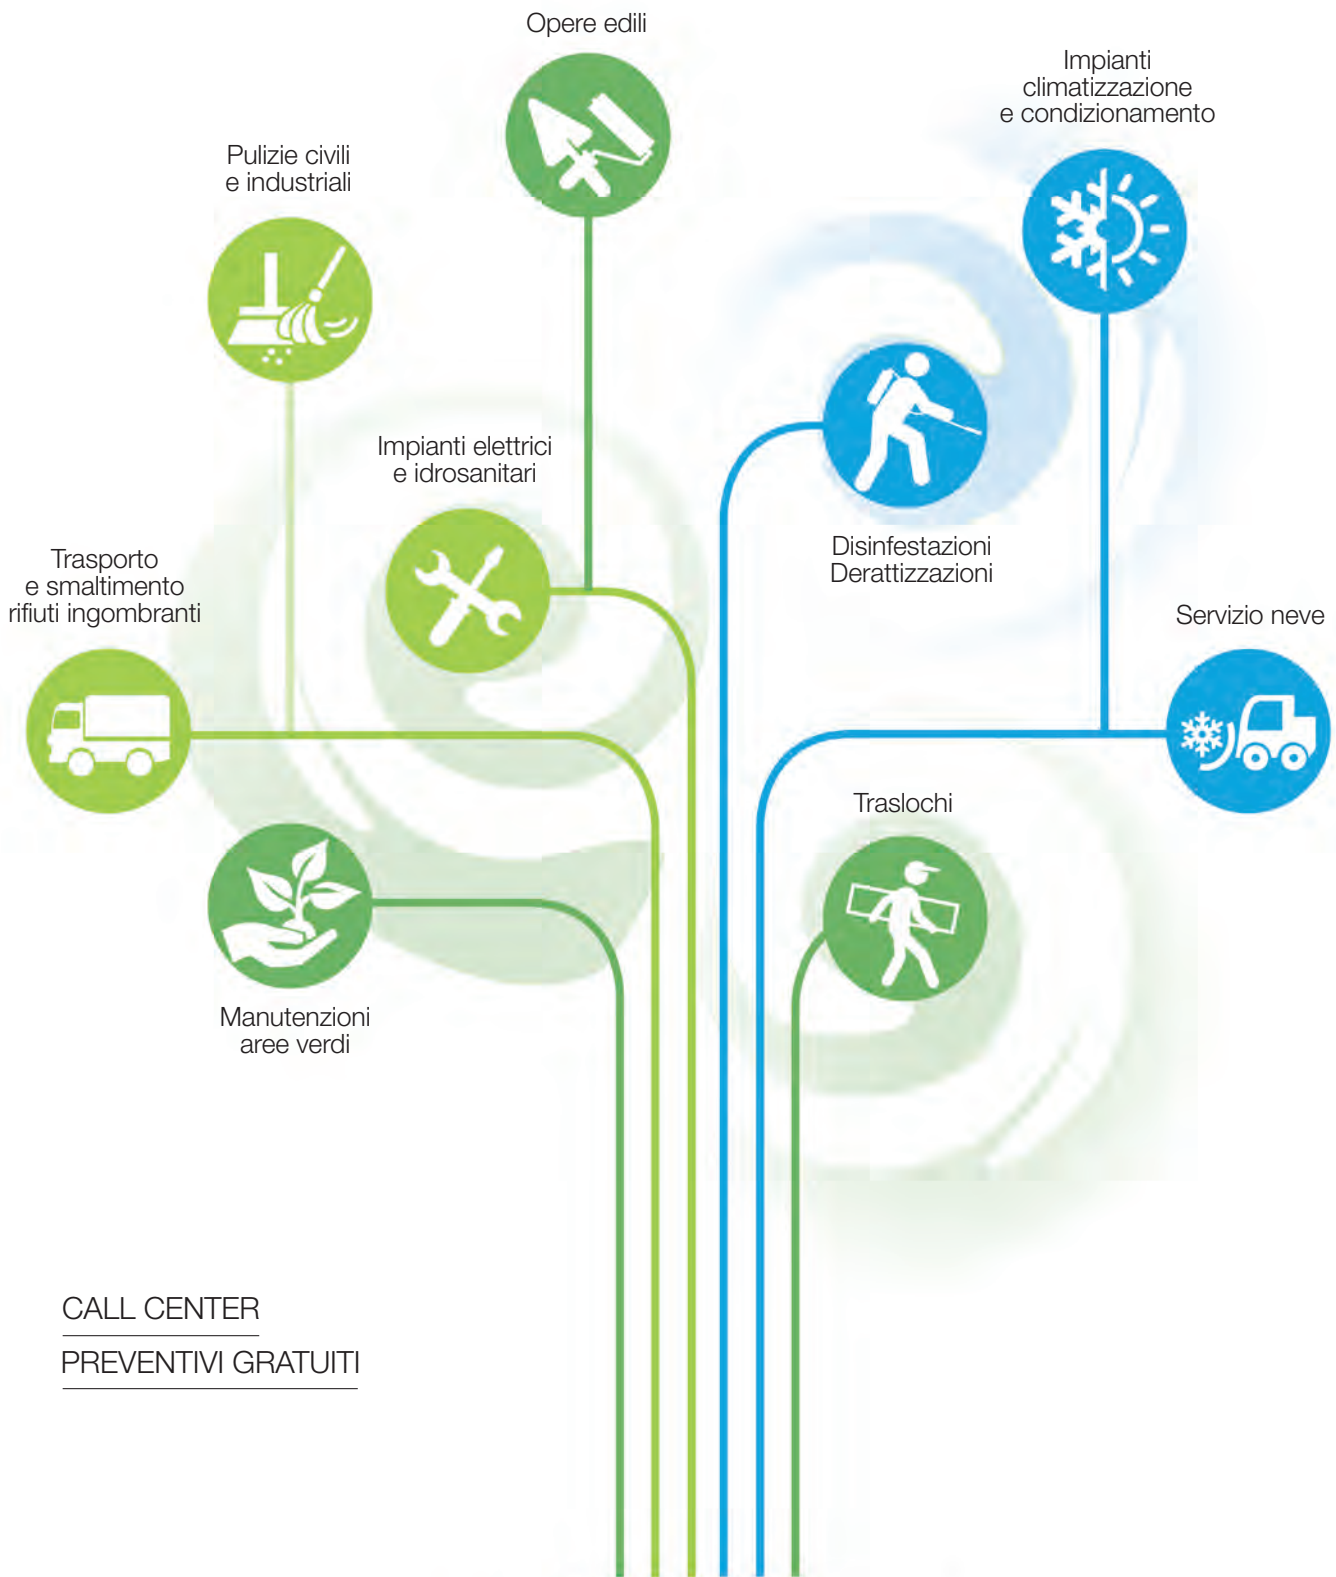 Opere edili
Impianti
climatizzazione
e condizionamento
Pulizie civili
e industriali
Impianti elettrici
e idrosanitari
Disinfestazioni
Derattizzazioni
Trasporto
e smaltimento
rifiuti ingombranti
Servizio neve
Traslochi
Manutenzioni
aree verdi
CALL CENTER
PREVENTIVI GRATUITI